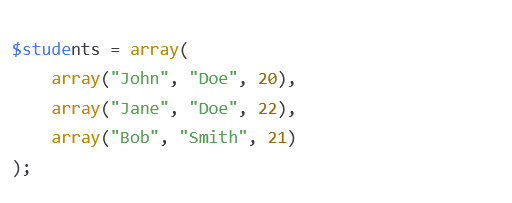 $students = array(
    array("John", "Doe", 20),
    array("Jane", "Doe", 22),
    array("Bob", "Smith", 21)
);